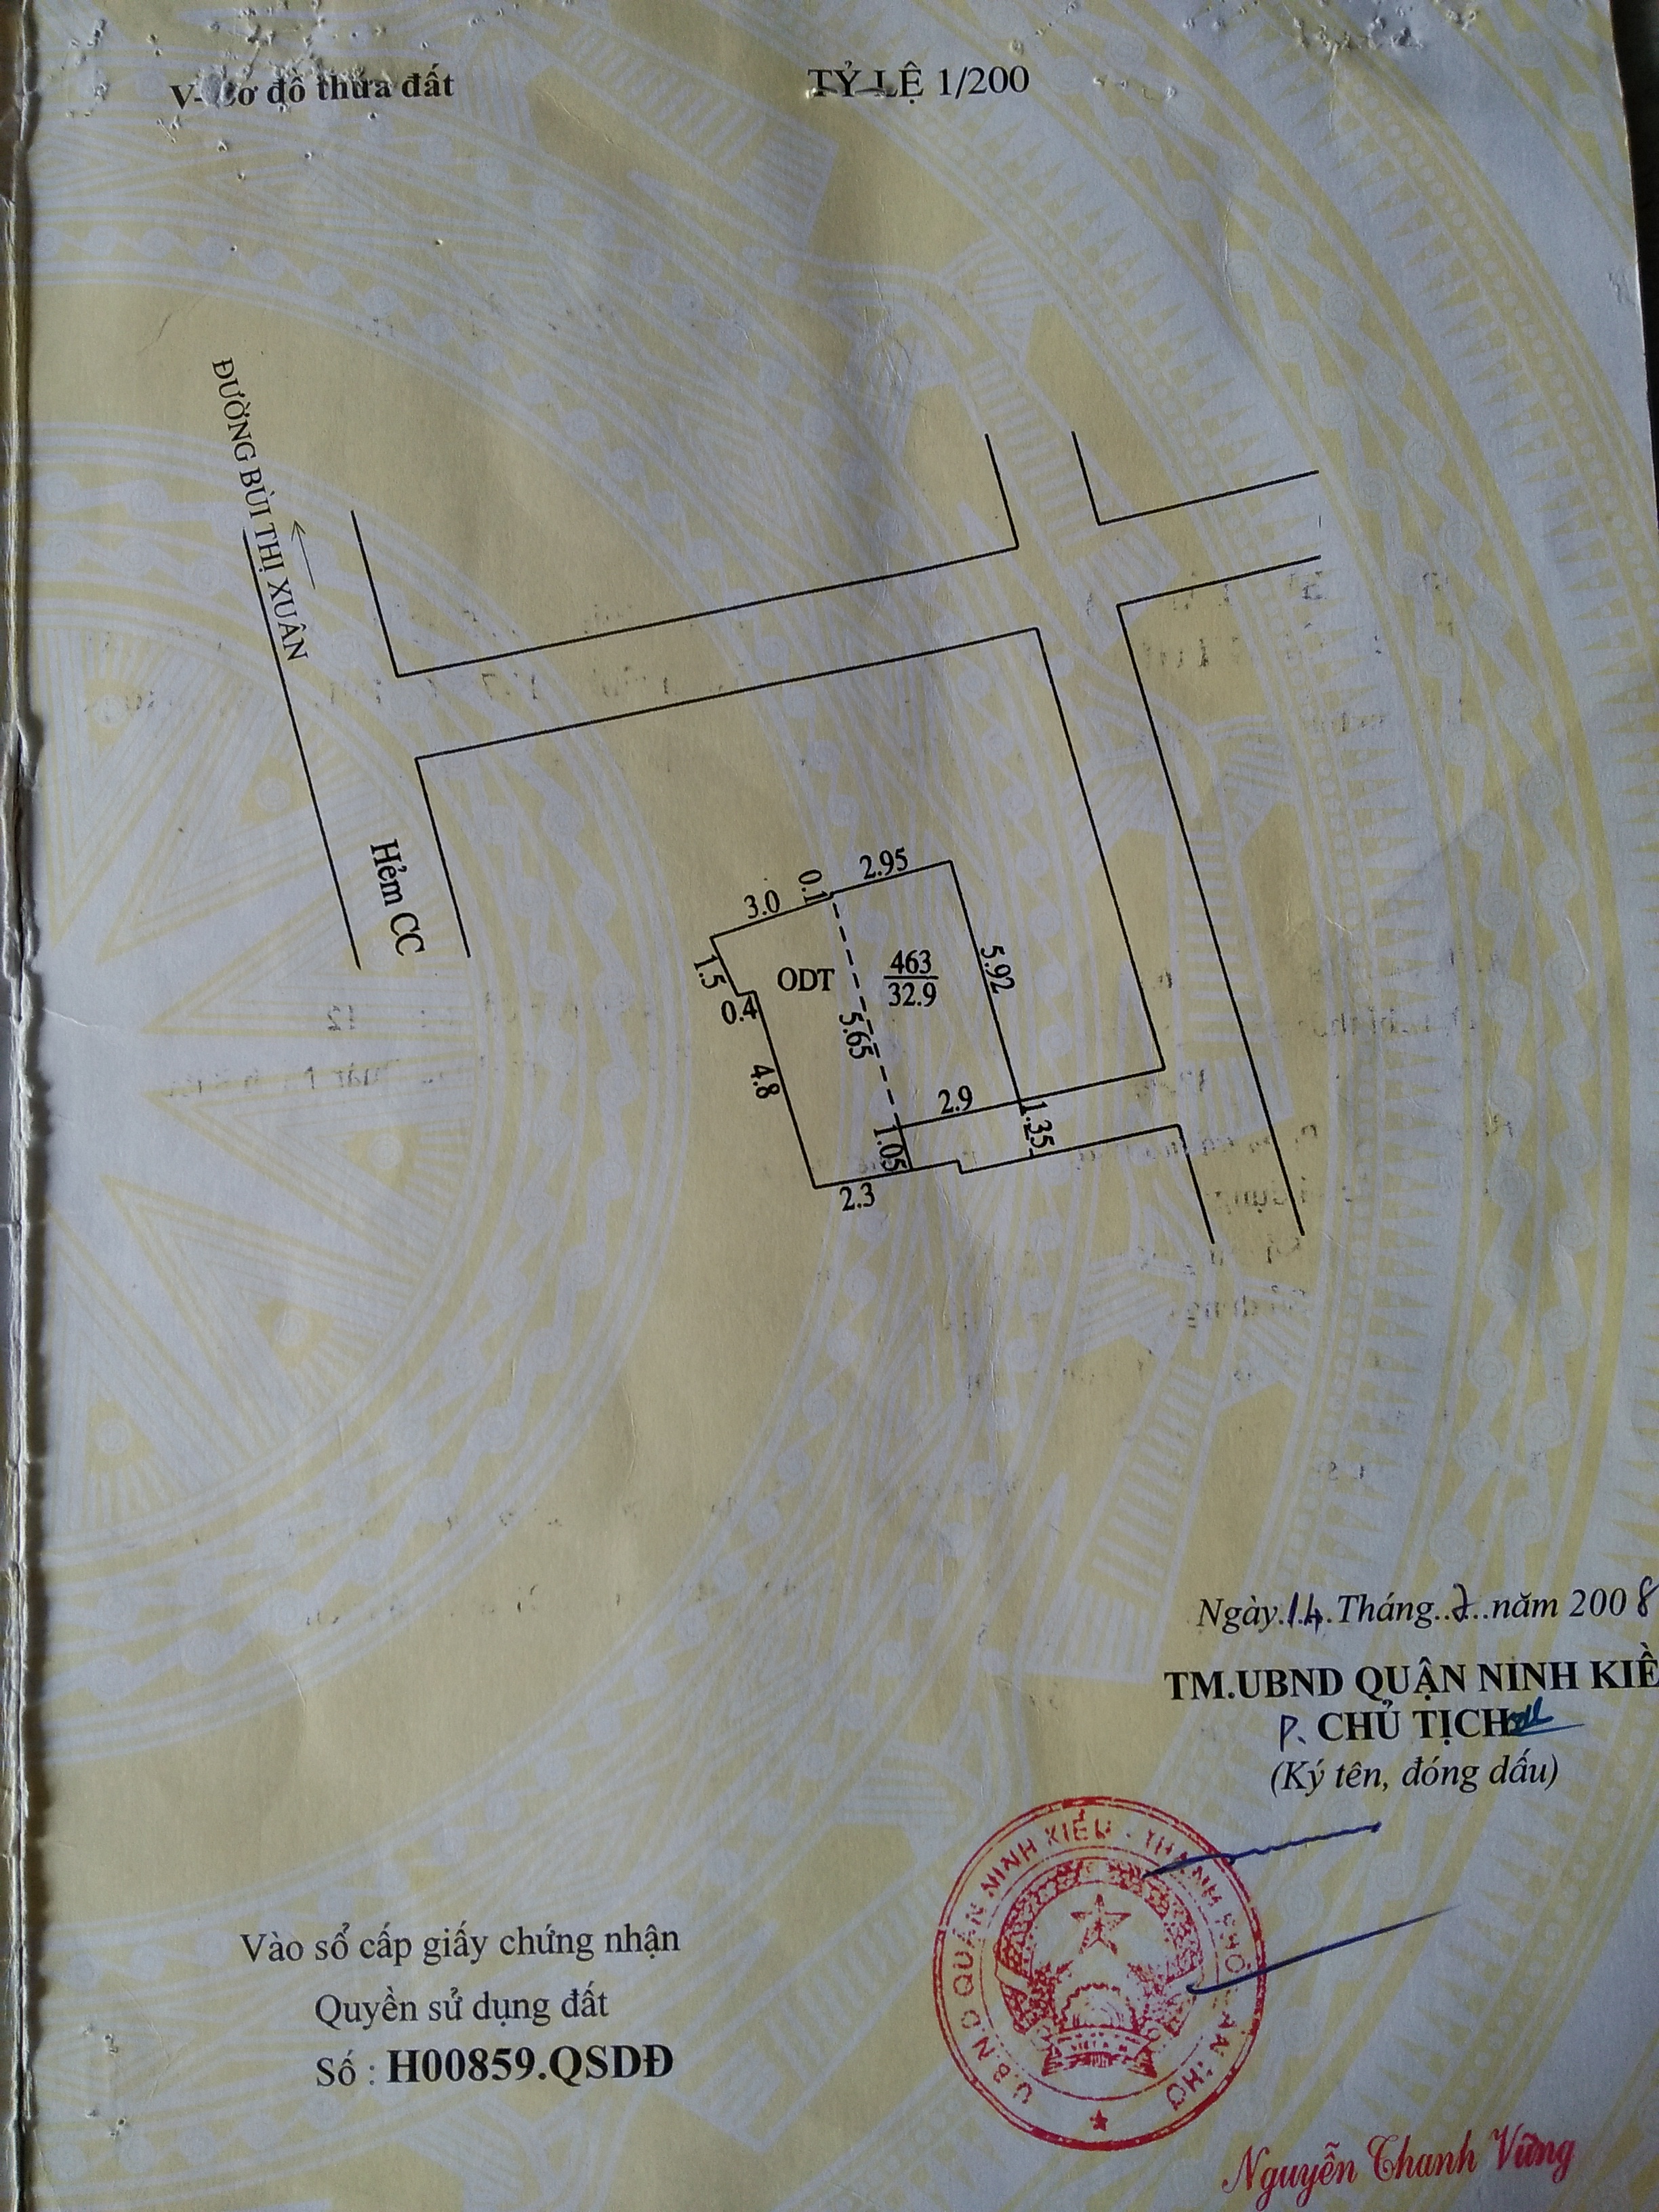 V- Sơ đồ thửa đất
TỶ LỆ 1/200
ĐƯỜNG BÙI THỊ XUÂN
Hẻm CC
2.95
0.1
3.0
1.5
0.4
ODT
463
32.9
5.92
5.65
4.8
2.9
1.35
1.05
2.3
Ngày 14 Tháng 7 năm 2008
TM.UBND QUẬN NINH KIỀ
P. CHỦ TỊCH
(Ký tên, đóng dấu)
U.B.N.D QUẬN NINH KIỀU - THÀNH PHỐ CẦN THƠ
Vào sổ cấp giấy chứng nhận
Quyền sử dụng đất
Số : H00859.QSDĐ
Nguyễn Thanh Vững